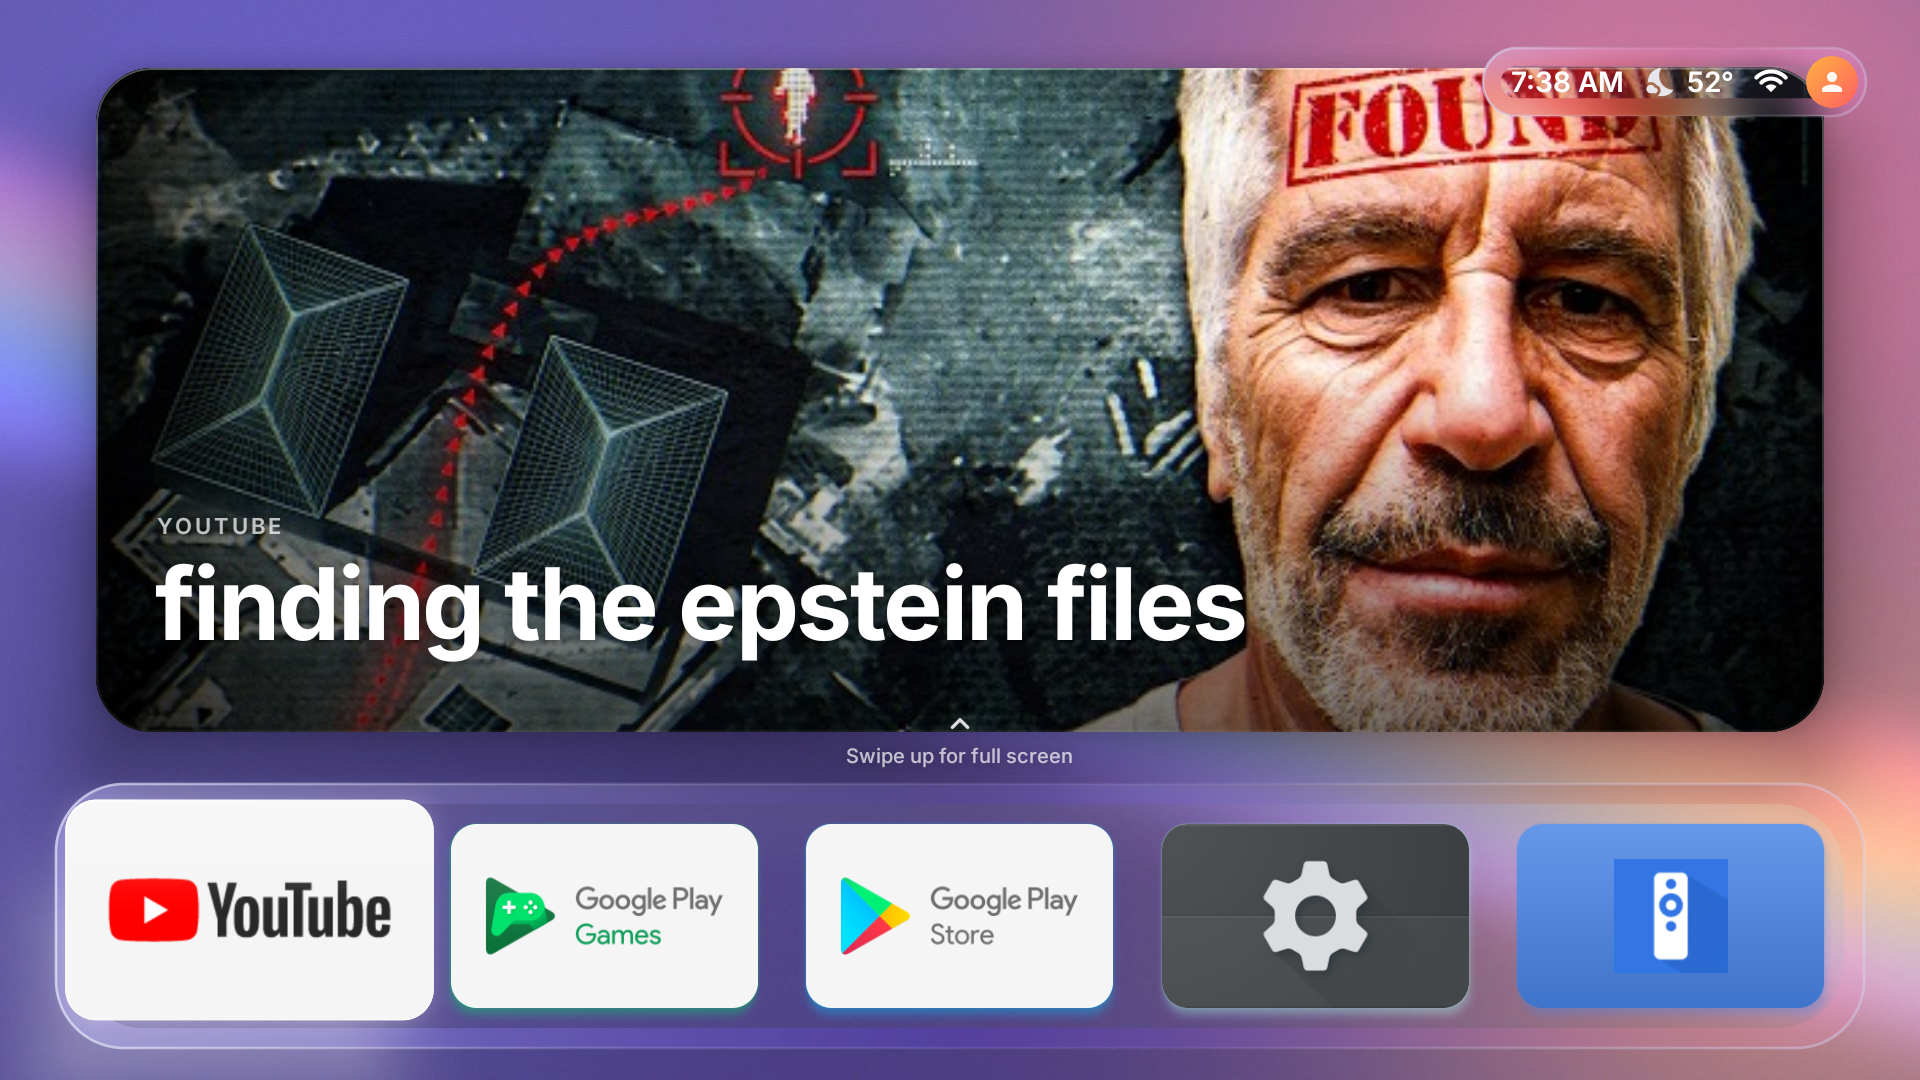 7:38 AM 52°
FOUND
YOUTUBE
finding the epstein files
Swipe up for full screen
YouTube
Google Play
Games
Google Play
Store